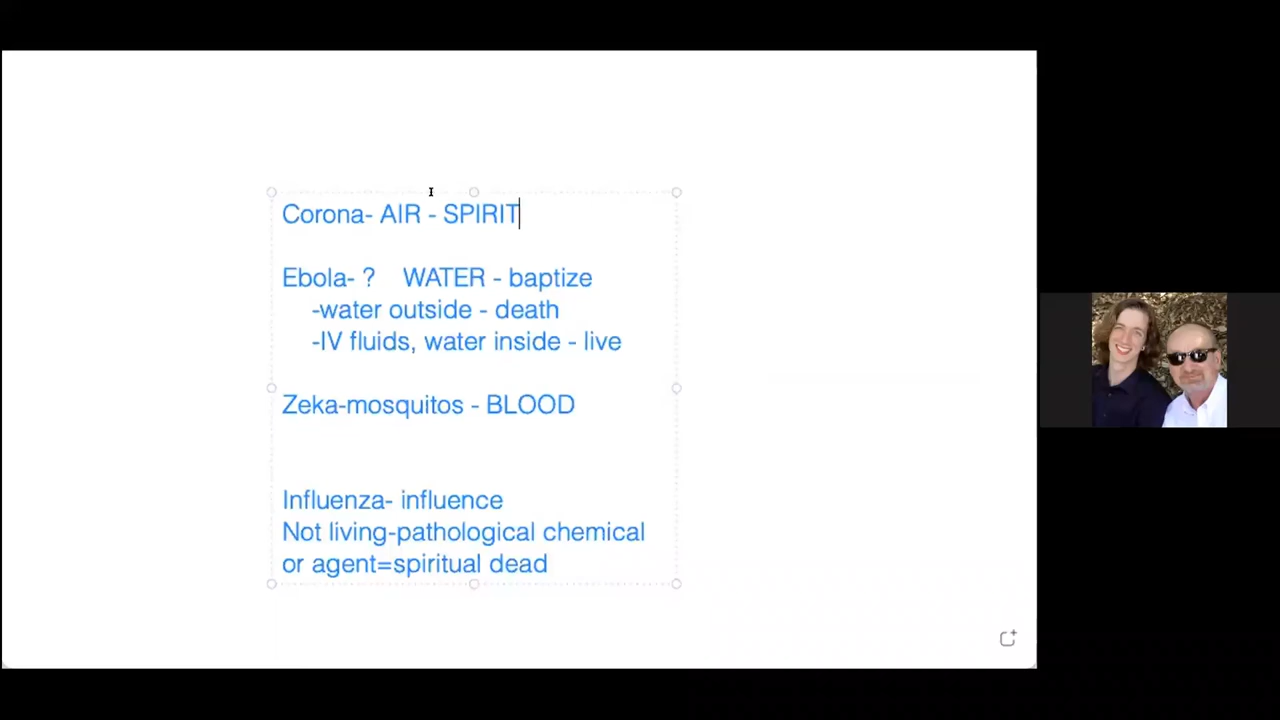 Corona- AIR - SPIRIT
Ebola- ? WATER - baptize
-water outside - death
-IV fluids, water inside - live
Zeka-mosquitos - BLOOD
Influenza- influence
Not living-pathological chemical
or agent=spiritual dead